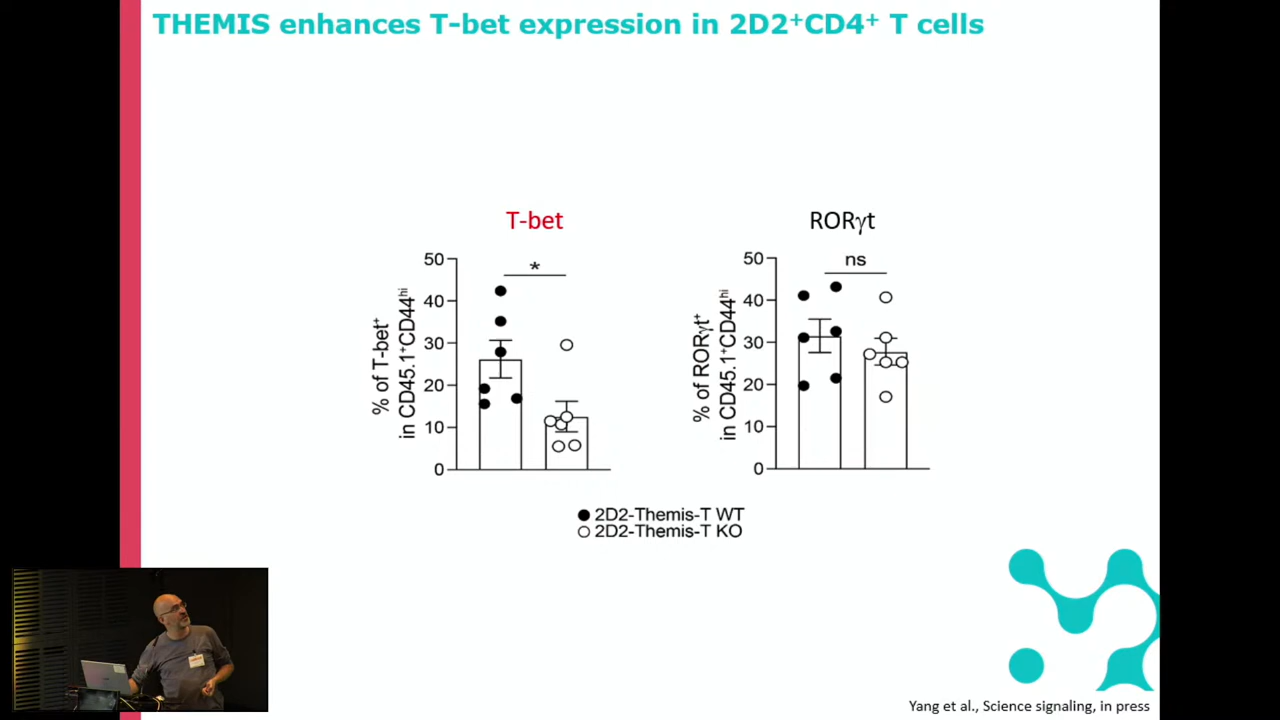 THEMIS enhances T-bet expression in 2D2⁺CD4⁺ T cells
T-bet
50
40
30
20
10
0
% of T-bet⁺
in CD45.1⁺CD44ʰⁱ
*
RORγt
50
40
30
20
10
0
% of RORγt⁺
in CD45.1⁺CD44ʰⁱ
ns
2D2-Themis-T WT
2D2-Themis-T KO
Yang et al., Science signaling, in press